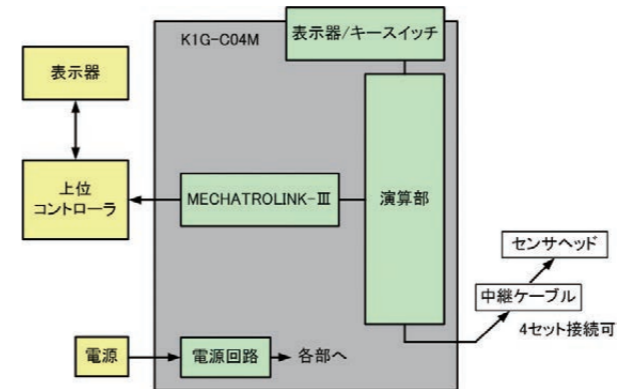 K1G-C04M
表示器/キースイッチ
表示器
上位
コントローラ
MECHATROLINK-Ⅲ
演算部
センサヘッド
中継ケーブル
4セット接続可
電源
電源回路
各部へ